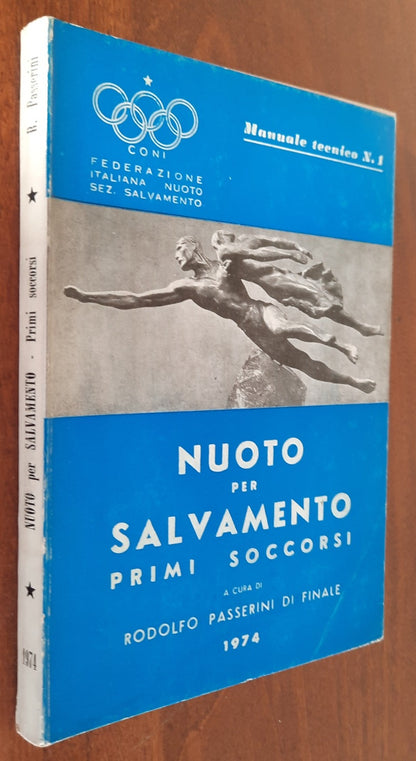 R. Passerini
NUOTO per SALVAMENTO - Primi soccorsi
1974
CONI
FEDERAZIONE
ITALIANA NUOTO
SEZ. SALVAMENTO
Manuale tecnico N. 1
NUOTO
PER
SALVAMENTO
PRIMI SOCCORSI
A CURA DI
RODOLFO PASSERINI DI FINALE
1974